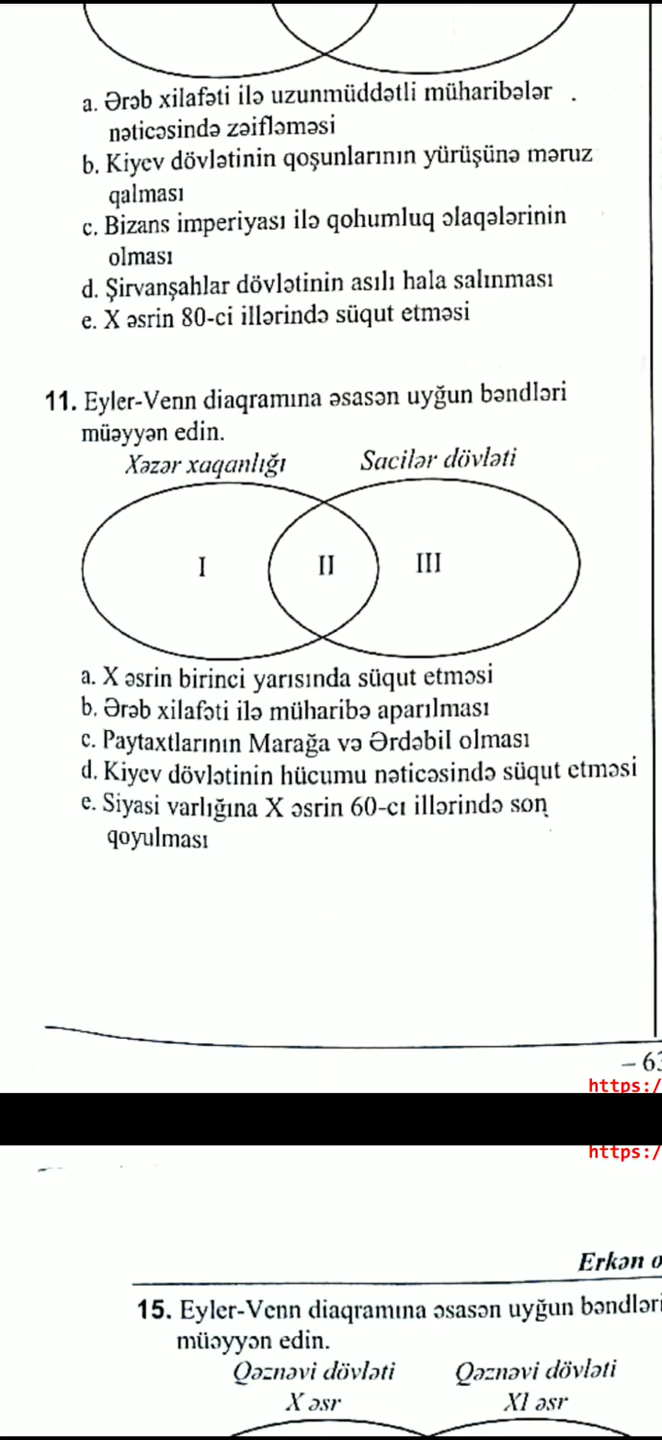 a. Ərəb xilafəti ilə uzunmüddətli müharibələr
nəticəsində zəifləməsi
b. Kiyev dövlətinin qoşunlarının yürüşünə məruz
qalması
c. Bizans imperiyası ilə qohumluq əlaqələrinin
olması
d. Şirvanşahlar dövlətinin asılı hala salınması
e. X əsrin 80-ci illərində süqut etməsi
11. Eyler-Venn diaqramına əsasən uyğun bəndləri
müəyyən edin.
Xəzər xaqanlığı Sacilər dövləti
I II III
a. X əsrin birinci yarısında süqut etməsi
b. Ərəb xilafəti ilə müharibə aparılması
c. Paytaxtlarının Marağa və Ərdəbil olması
d. Kiyev dövlətinin hücumu nəticəsində süqut etməsi
e. Siyasi varlığına X əsrin 60-cı illərində son
qoyulması
– 63
https:/
https:/
Erkən o
15. Eyler-Venn diaqramına əsasən uyğun bəndləri
müəyyən edin.
Qəznəvi dövləti Qəznəvi dövləti
X əsr XI əsr